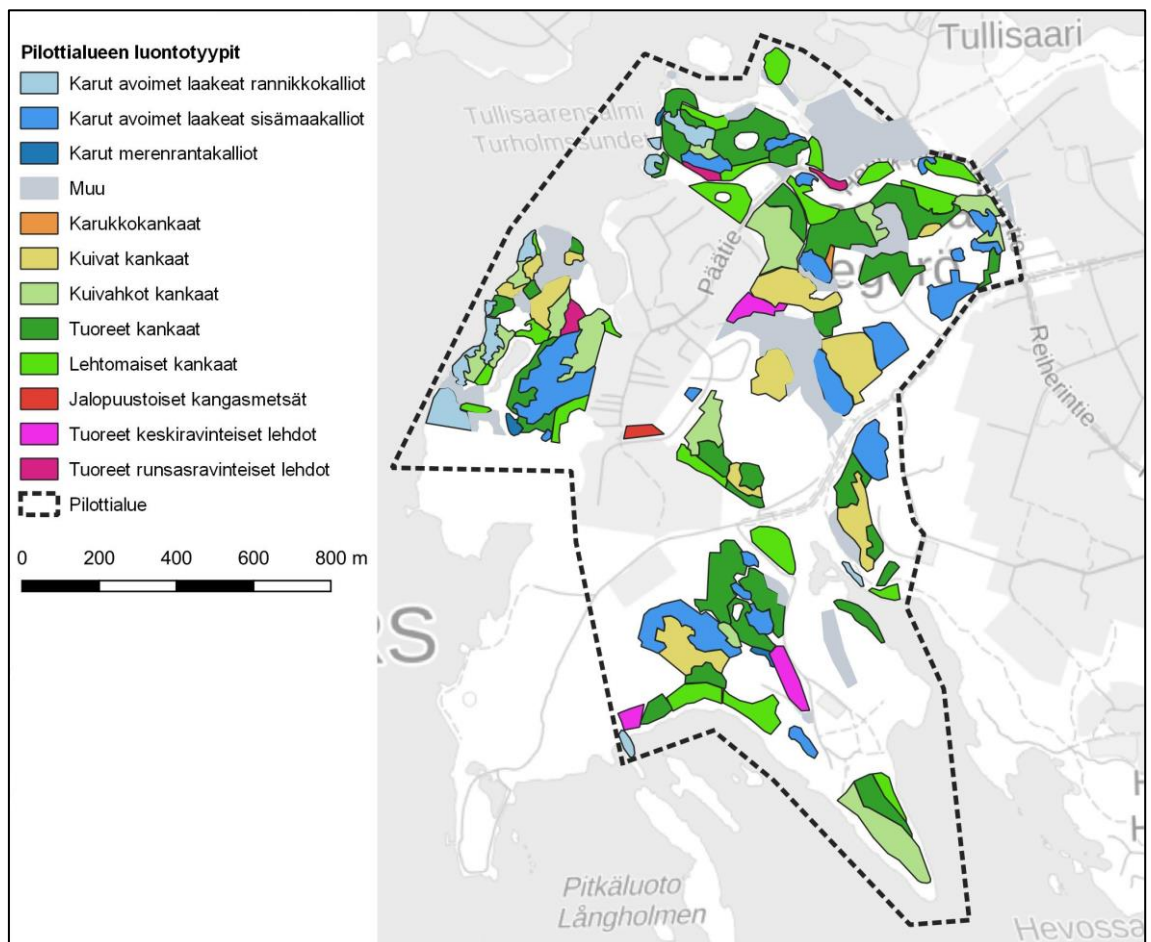 Pilottialueen luontotyypit
Karut avoimet laakeat rannikkokalliot
Karut avoimet laakeat sisämaakalliot
Karut merenrantakalliot
Muu
Karukkokankaat
Kuivat kankaat
Kuivahkot kankaat
Tuoreet kankaat
Lehtomaiset kankaat
Jalopuustoiset kangasmetsät
Tuoreet keskiravinteiset lehdot
Tuoreet runsasravinteiset lehdot
Pilottialue
0 200 400 600 800 m
Tullisaari
Tullisaarensalmi
Turholmssundet
Päätie
Reiherintie
RS
Pitkäluoto
Långholmen
Hevossa